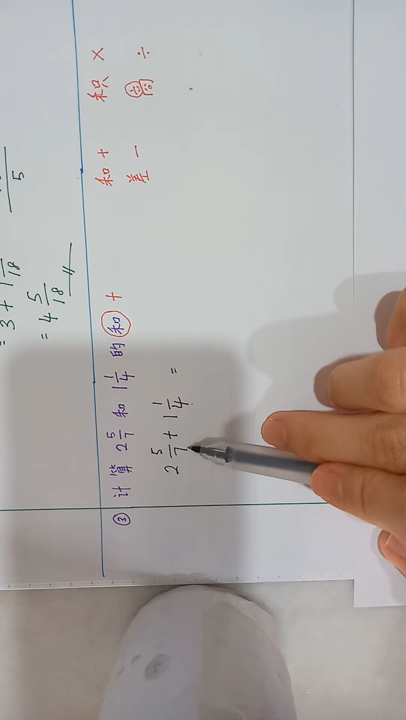 5
= 3 + 1 1/18
= 4 5/18
和 + 积 ×
差 − 商 ÷
③ 计算 2 5/7 和 1 1/4 的 和 +
2 5/7 + 1 1/4 =